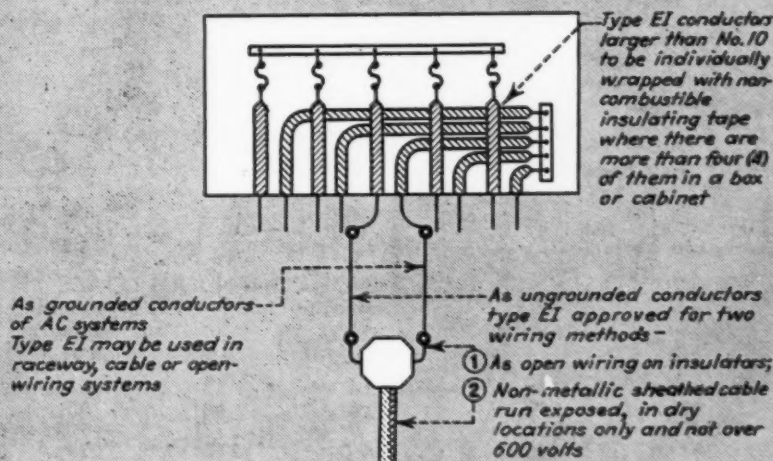 Type EI conductors
larger than No.10
to be individually
wrapped with non-
combustible
insulating tape
where there are
more than four (4)
of them in a box
or cabinet
As grounded conductors
of AC systems
Type EI may be used in
raceway, cable or open-
wiring systems
As ungrounded conductors
type EI approved for two
wiring methods-
① As open wiring on insulators;
② Non-metallic sheathed cable
run exposed, in dry
locations only and not over
600 volts